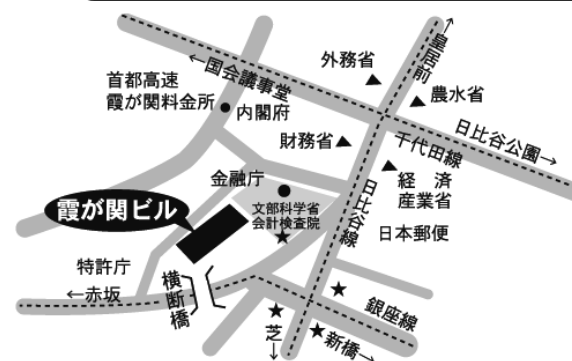 皇居前
外務省
←国会議事堂
農水省
首都高速
霞が関料金所
内閣府
日比谷公園→
千代田線
財務省
金融庁
経　済
産業省
日比谷線
文部科学省
会計検査院
霞が関ビル
日本郵便
特許庁
←赤坂
横断橋
銀座線
芝
新橋→